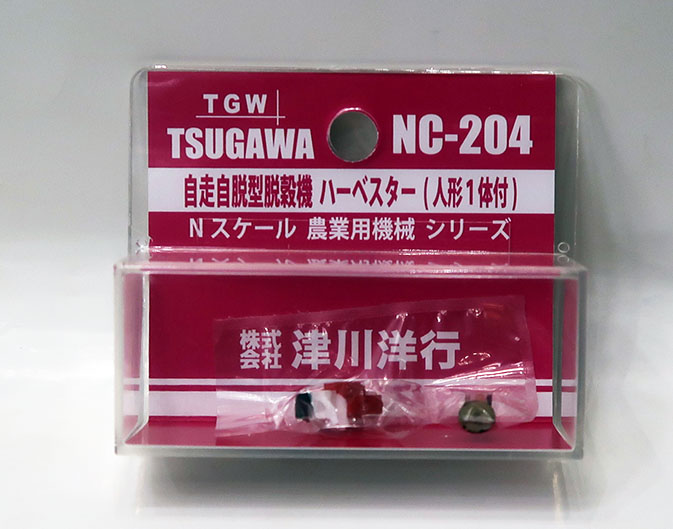 TGW
TSUGAWA NC-204
自走自脱型脱穀機 ハーベスター(人形1体付)
Nスケール 農業用機械 シリーズ
株式会社 津川洋行